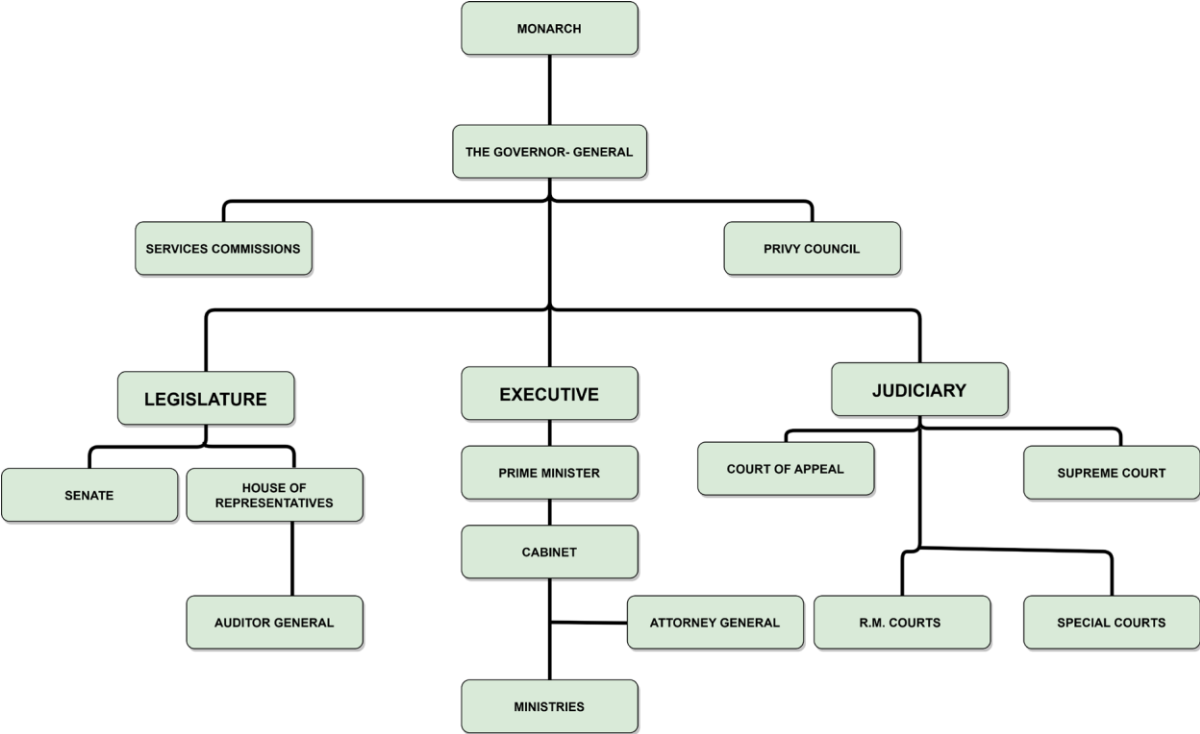 MONARCH
THE GOVERNOR- GENERAL
SERVICES COMMISSIONS
PRIVY COUNCIL
LEGISLATURE
EXECUTIVE
JUDICIARY
SENATE
HOUSE OF
REPRESENTATIVES
PRIME MINISTER
COURT OF APPEAL
SUPREME COURT
CABINET
AUDITOR GENERAL
ATTORNEY GENERAL
R.M. COURTS
SPECIAL COURTS
MINISTRIES